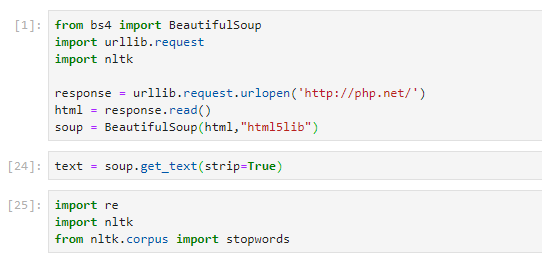 [1]: from bs4 import BeautifulSoup
import urllib.request
import nltk
response = urllib.request.urlopen('http://php.net/')
html = response.read()
soup = BeautifulSoup(html,"html5lib")
[24]: text = soup.get_text(strip=True)
[25]: import re
import nltk
from nltk.corpus import stopwords